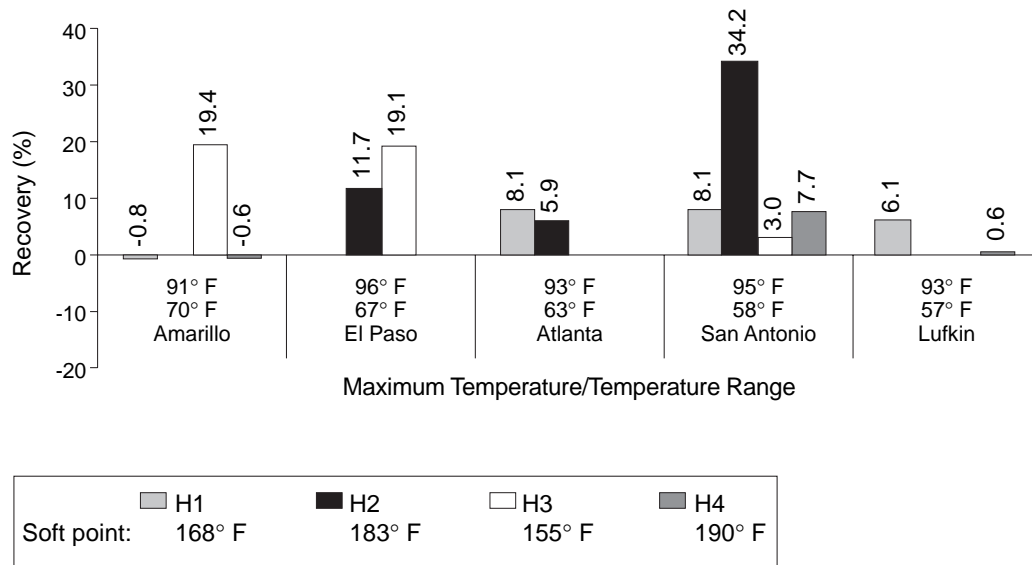 40
30
20
10
0
-10
-20
Recovery (%)
-0.8
19.4
-0.6
11.7
19.1
8.1
5.9
8.1
34.2
3.0
7.7
6.1
0.6
91° F
70° F
Amarillo
96° F
67° F
El Paso
93° F
63° F
Atlanta
95° F
58° F
San Antonio
93° F
57° F
Lufkin
Maximum Temperature/Temperature Range
H1 H2 H3 H4
Soft point: 168° F 183° F 155° F 190° F